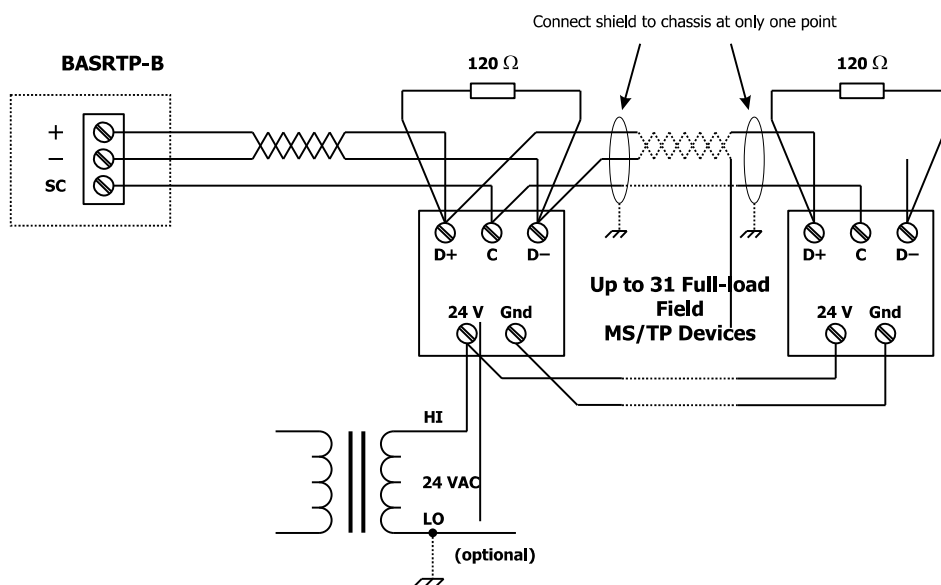 Connect shield to chassis at only one point
BASRTP-B
120 Ω
120 Ω
+
−
SC
D+ C D−
D+ C D−
Up to 31 Full-load
Field
MS/TP Devices
24 V Gnd
24 V Gnd
HI
24 VAC
LO
(optional)